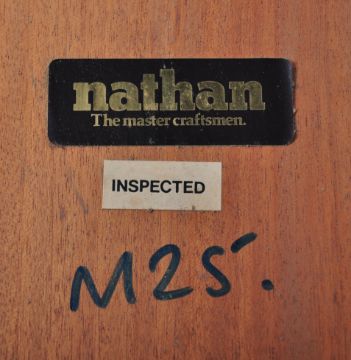 nathan
The master craftsmen.
INSPECTED
M25.